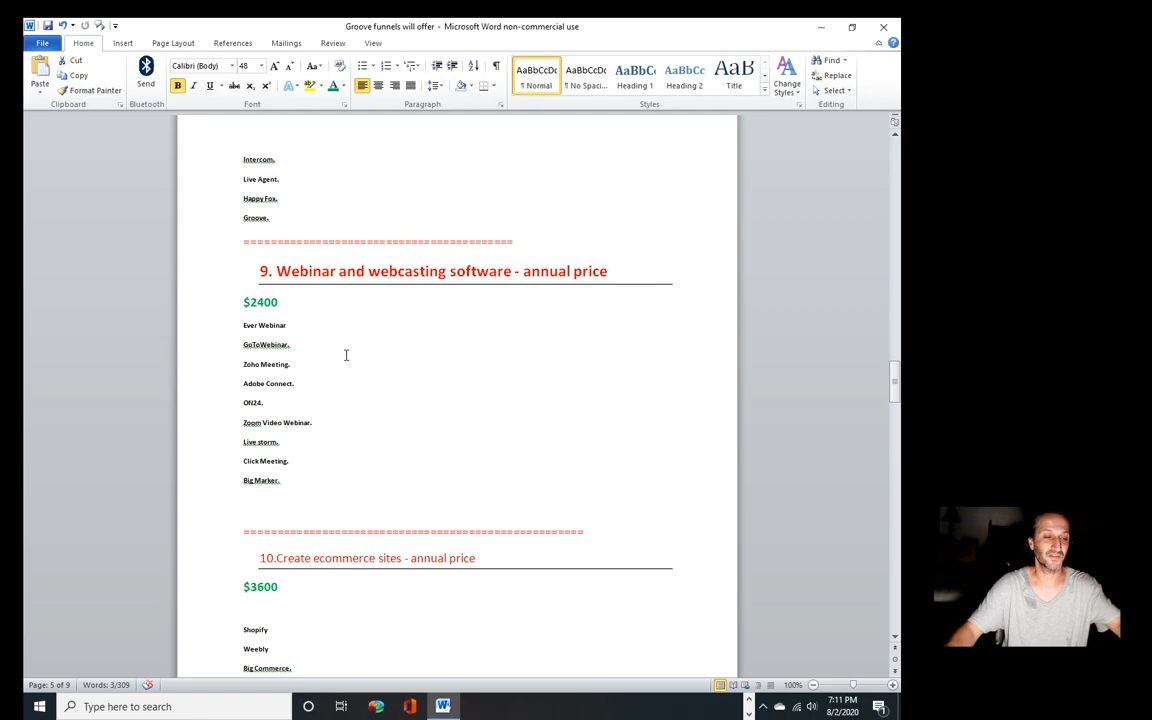 Groove funnels will offer - Microsoft Word non-commercial use
File Home Insert Page Layout References Mailings Review View
Cut
Copy
Format Painter
Paste
Clipboard
Send
Bluetooth
Calibri (Body) 48
Font
Paragraph
AaBbCcDc AaBbCcDc AaBbC AaBbCc AaB
¶ Normal ¶ No Spaci... Heading 1 Heading 2 Title
Styles
Change Styles
Find
Replace
Select
Editing
Intercom.
Live Agent.
Happy Fox.
Groove.
==========================================
9. Webinar and webcasting software - annual price
$2400
Ever Webinar
GoToWebinar.
Zoho Meeting.
Adobe Connect.
ON24.
Zoom Video Webinar.
Live storm.
Click Meeting.
Big Marker.
=====================================================
10.Create ecommerce sites - annual price
$3600
Shopify
Weebly
Big Commerce.
Page: 5 of 9 Words: 3/309 100%
Type here to search
7:11 PM
8/2/2020